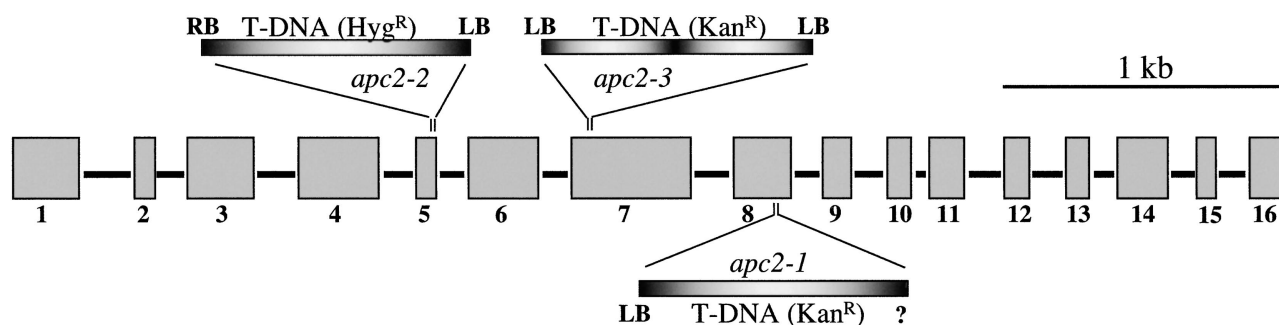 RB T-DNA (Hyg^R) LB LB T-DNA (Kan^R) LB
apc2-2 apc2-3 1 kb
1 2 3 4 5 6 7 8 9 10 11 12 13 14 15 16
apc2-1
LB T-DNA (Kan^R) ?